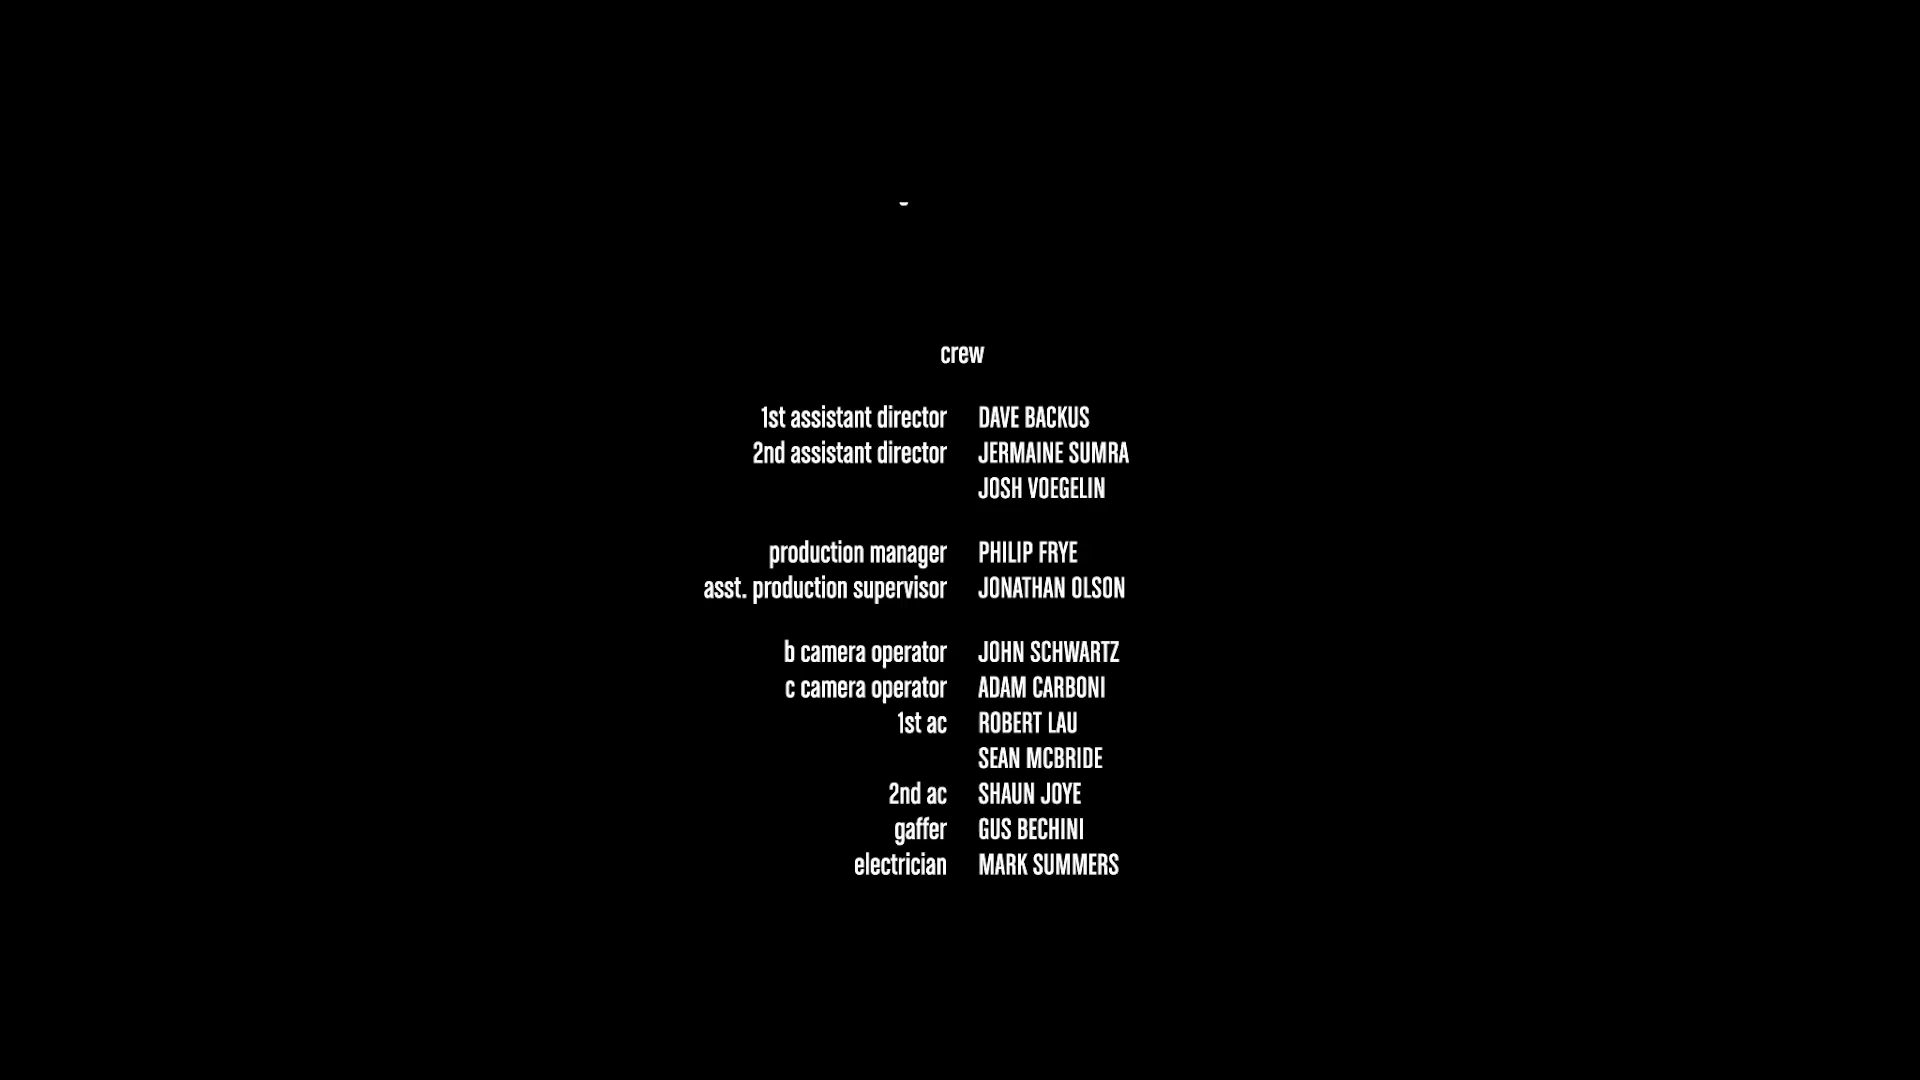 crew
1st assistant director DAVE BACKUS
2nd assistant director JERMAINE SUMRA
JOSH VOEGELIN
production manager PHILIP FRYE
asst. production supervisor JONATHAN OLSON
b camera operator JOHN SCHWARTZ
c camera operator ADAM CARBONI
1st ac ROBERT LAU
SEAN MCBRIDE
2nd ac SHAUN JOYE
gaffer GUS BECHINI
electrician MARK SUMMERS